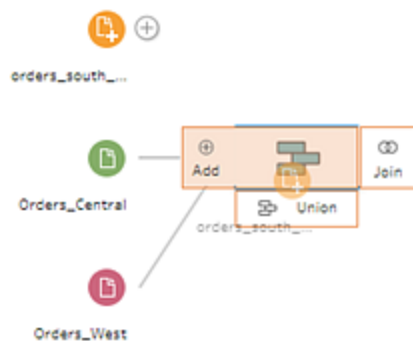 orders_south_...
Add
Join
Orders_Central
Union
orders_south_...
Orders_West